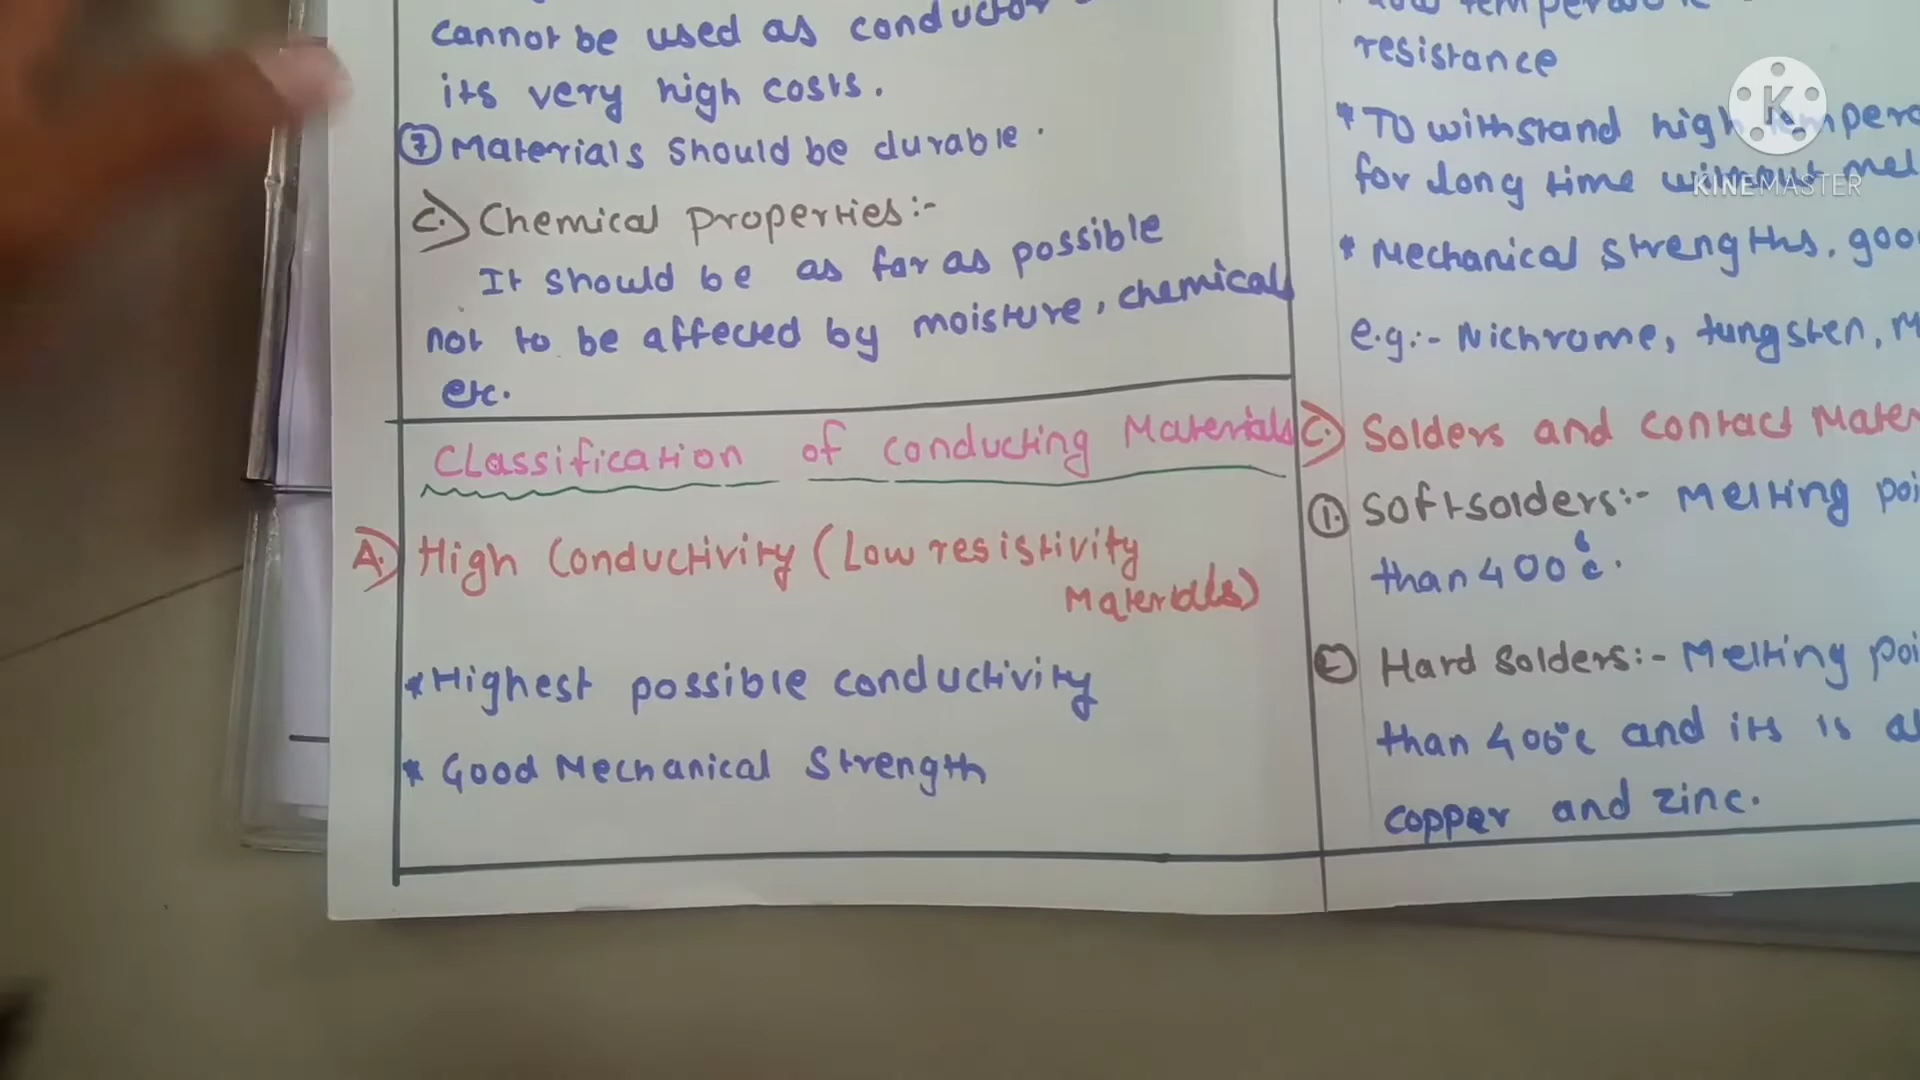 cannot be used as conductor
its very high costs.
7 Materials should be durable.
C.) Chemical properties:-
It should be as far as possible
not to be affected by moisture, chemicals
etc.
Classification of conducting Materials
A.) High Conductivity (Low resistivity
Materials)
* Highest possible conductivity
* Good Mechanical Strength
resistance
* To withstand high
for long time without
* Mechanical strengths,
e.g:- Nichrome, tungsten,
C.) Solders and contact
1. Soft solders:- Melting
than 400°c.
2 Hard solders:- Melting
than 400°c and its is
copper and zinc.
K
KINEMASTER